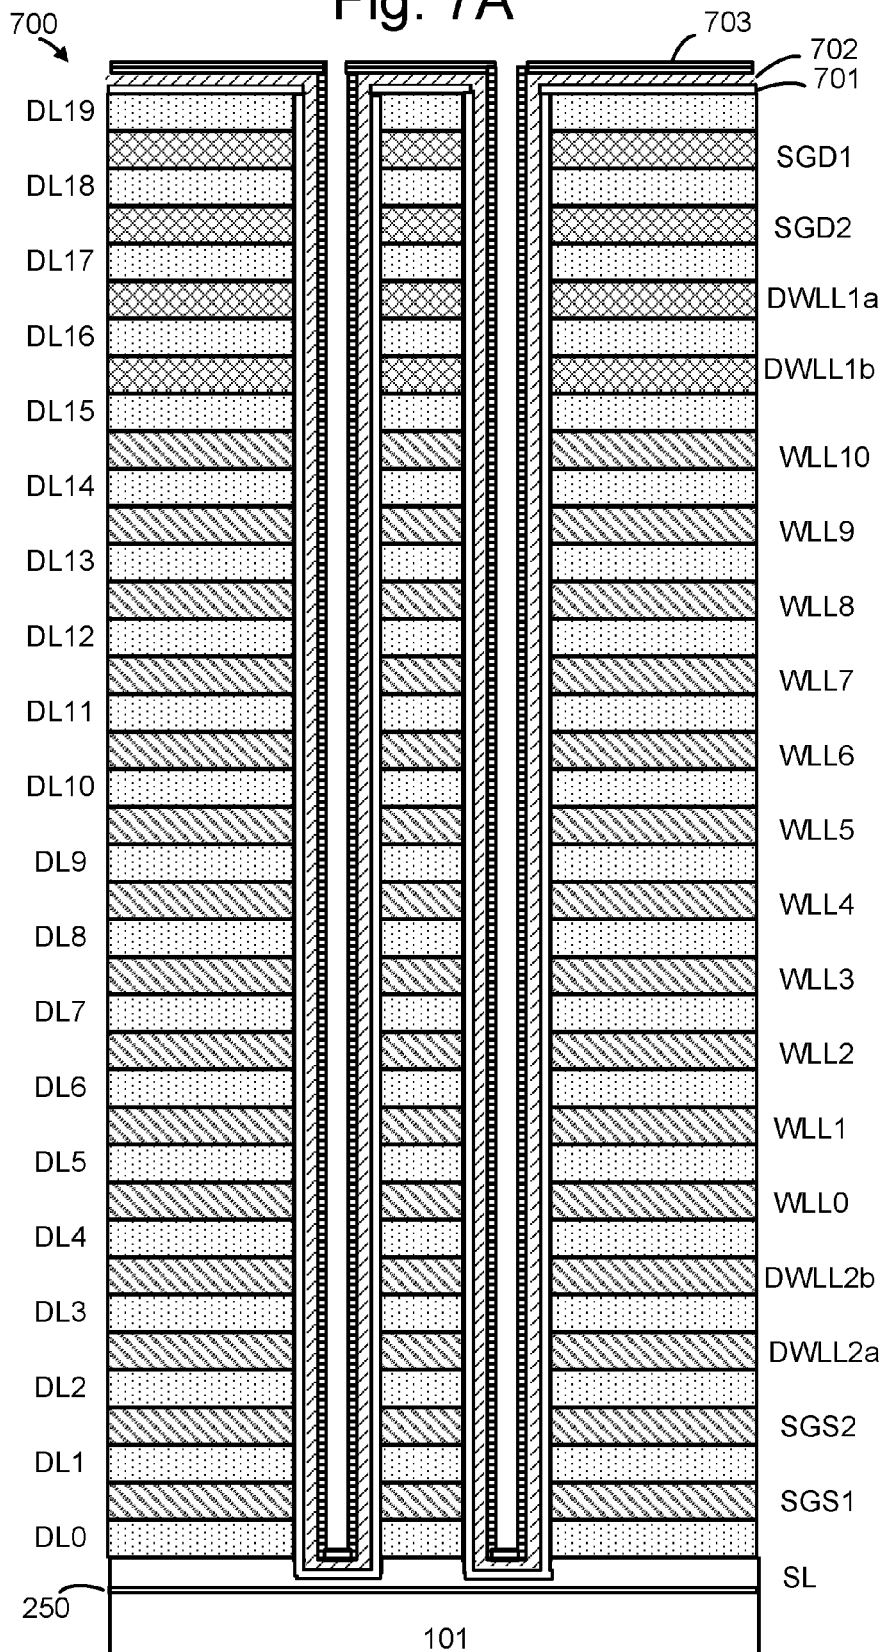 Fig. 7A
700
703
702
701
DL19
SGD1
DL18
SGD2
DL17
DWLL1a
DL16
DWLL1b
DL15
WLL10
DL14
WLL9
DL13
WLL8
DL12
WLL7
DL11
WLL6
DL10
WLL5
DL9
WLL4
DL8
WLL3
DL7
WLL2
DL6
WLL1
DL5
WLL0
DL4
DWLL2b
DL3
DWLL2a
DL2
SGS2
DL1
SGS1
DL0
SL
250
101